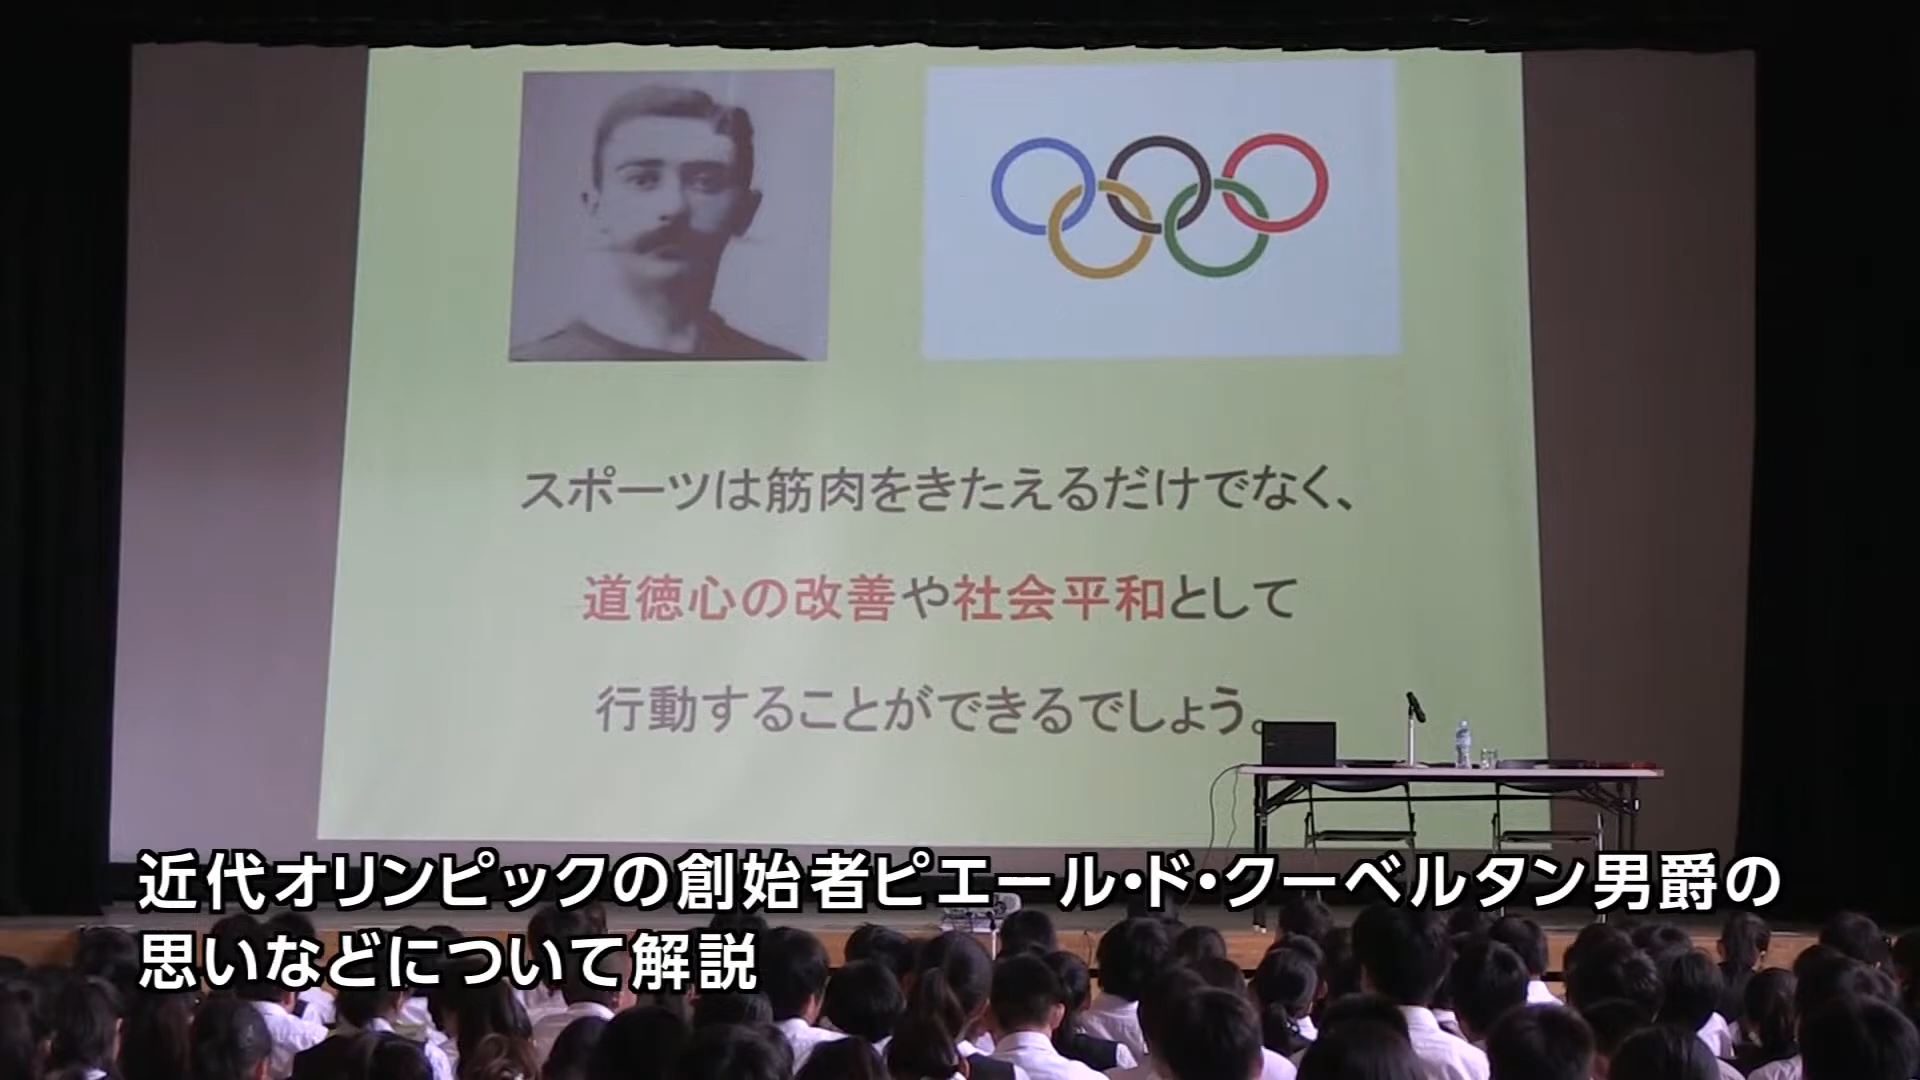 スポーツは筋肉をきたえるだけでなく、
道徳心の改善や社会平和として
行動することができるでしょう。
近代オリンピックの創始者ピエール・ド・クーベルタン男爵の
思いなどについて解説